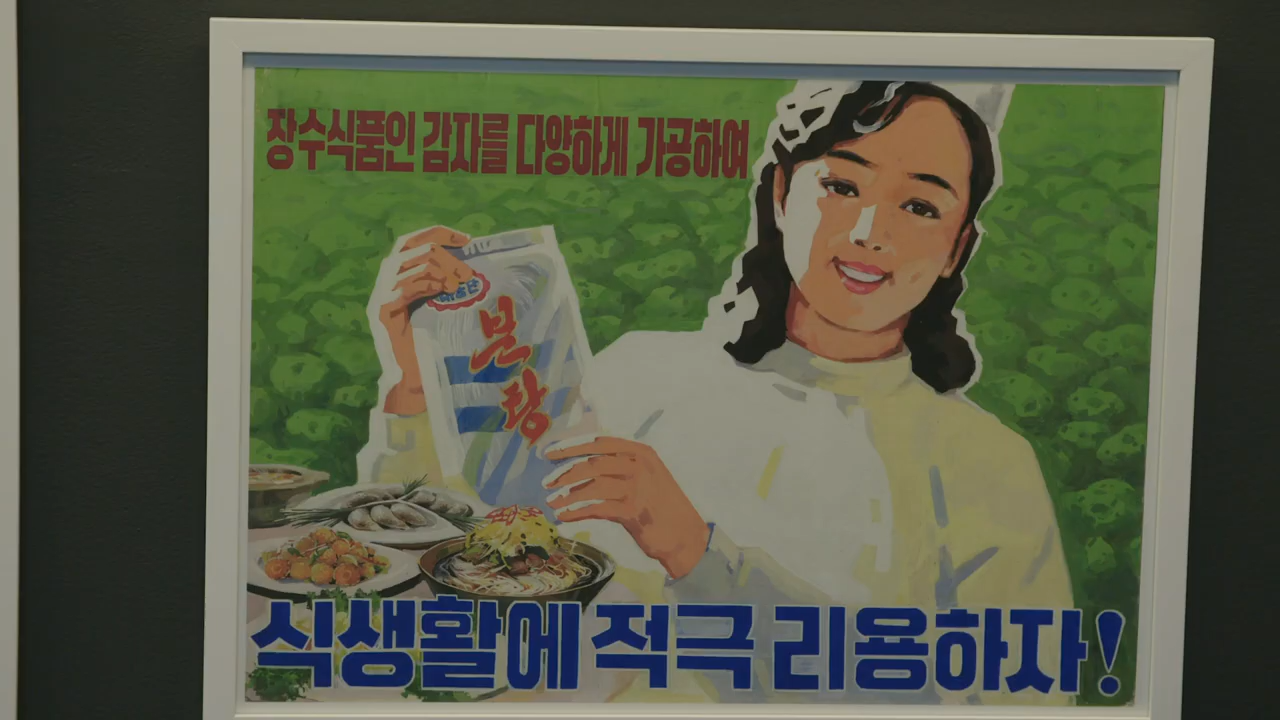 장수식품인 감자를 다양하게 가공하여
분
탕
식생활에 적극 리용하자!